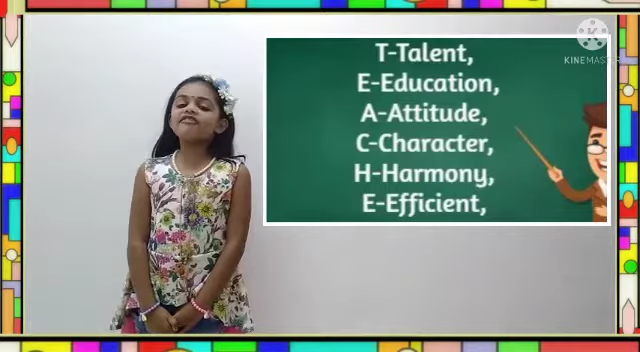 T-Talent,
E-Education,
A-Attitude,
C-Character,
H-Harmony,
E-Efficient,
KINEMASTER